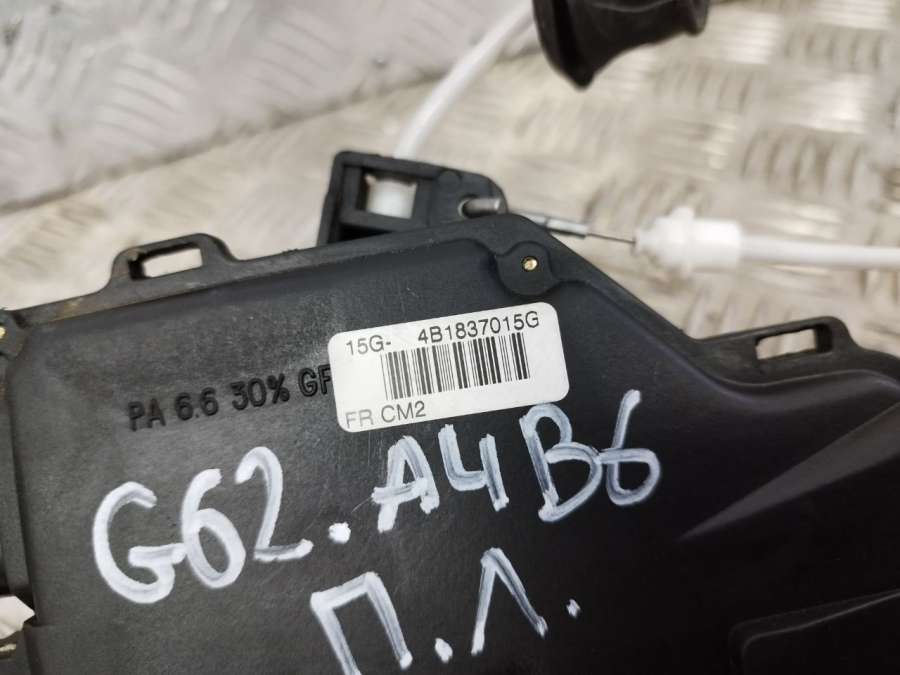 15G- 4B1837015G
FR CM2
PA 6.6 30% GF
G62. A4B6
П.Л.